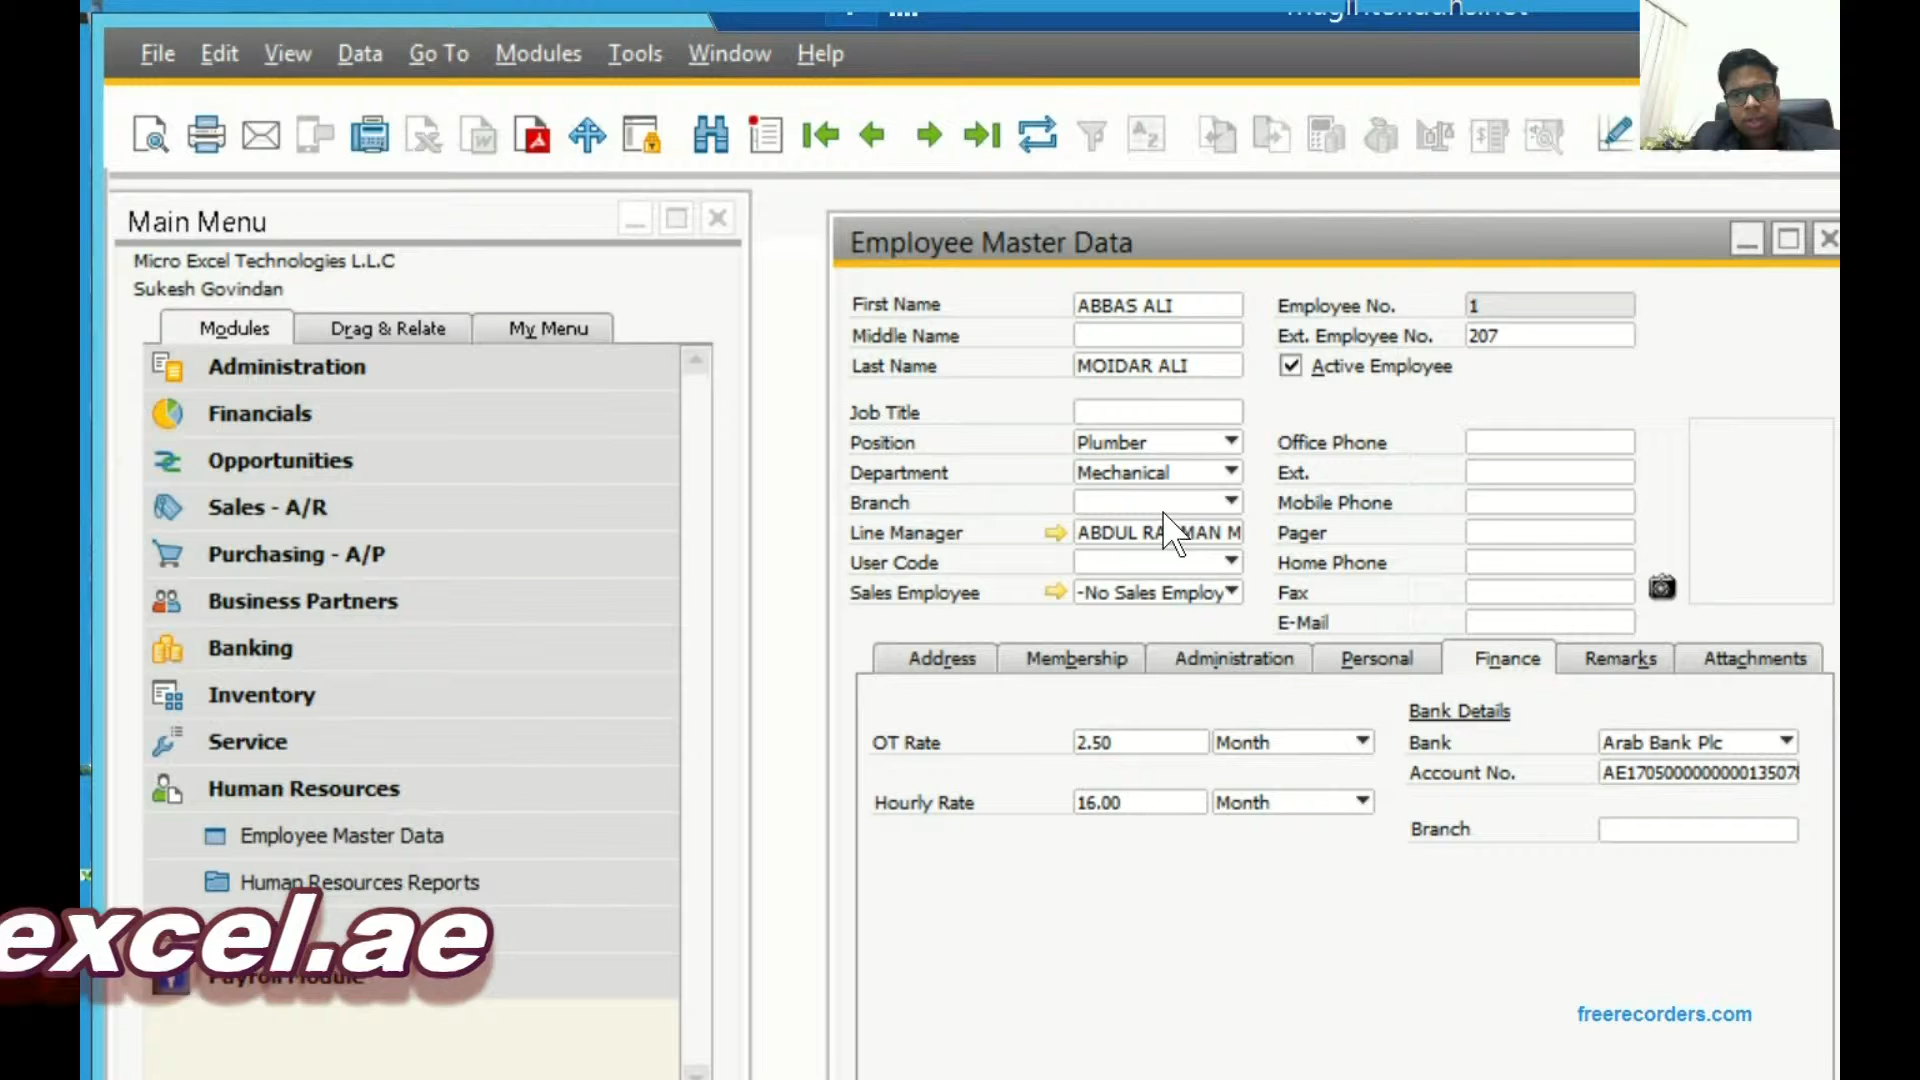 File Edit View Data Go To Modules Tools Window Help
Main Menu
Micro Excel Technologies L.L.C
Sukesh Govindan
Modules Drag & Relate My Menu
Administration
Financials
Opportunities
Sales - A/R
Purchasing - A/P
Business Partners
Banking
Inventory
Service
Human Resources
Employee Master Data
Human Resources Reports
Payroll Module
excel.ae
Employee Master Data
First Name ABBAS ALI
Middle Name
Last Name MOIDAR ALI
Job Title
Position Plumber
Department Mechanical
Branch
Line Manager ABDUL M
User Code
Sales Employee -No Sales Employ
Employee No. 1
Ext. Employee No. 207
Active Employee
Office Phone
Ext.
Mobile Phone
Pager
Home Phone
Fax
E-Mail
Address Membership Administration Personal Finance Remarks Attachments
OT Rate 2.50 Month
Hourly Rate 16.00 Month
Bank Details
Bank Arab Bank Plc
Account No.
Branch
freerecorders.com